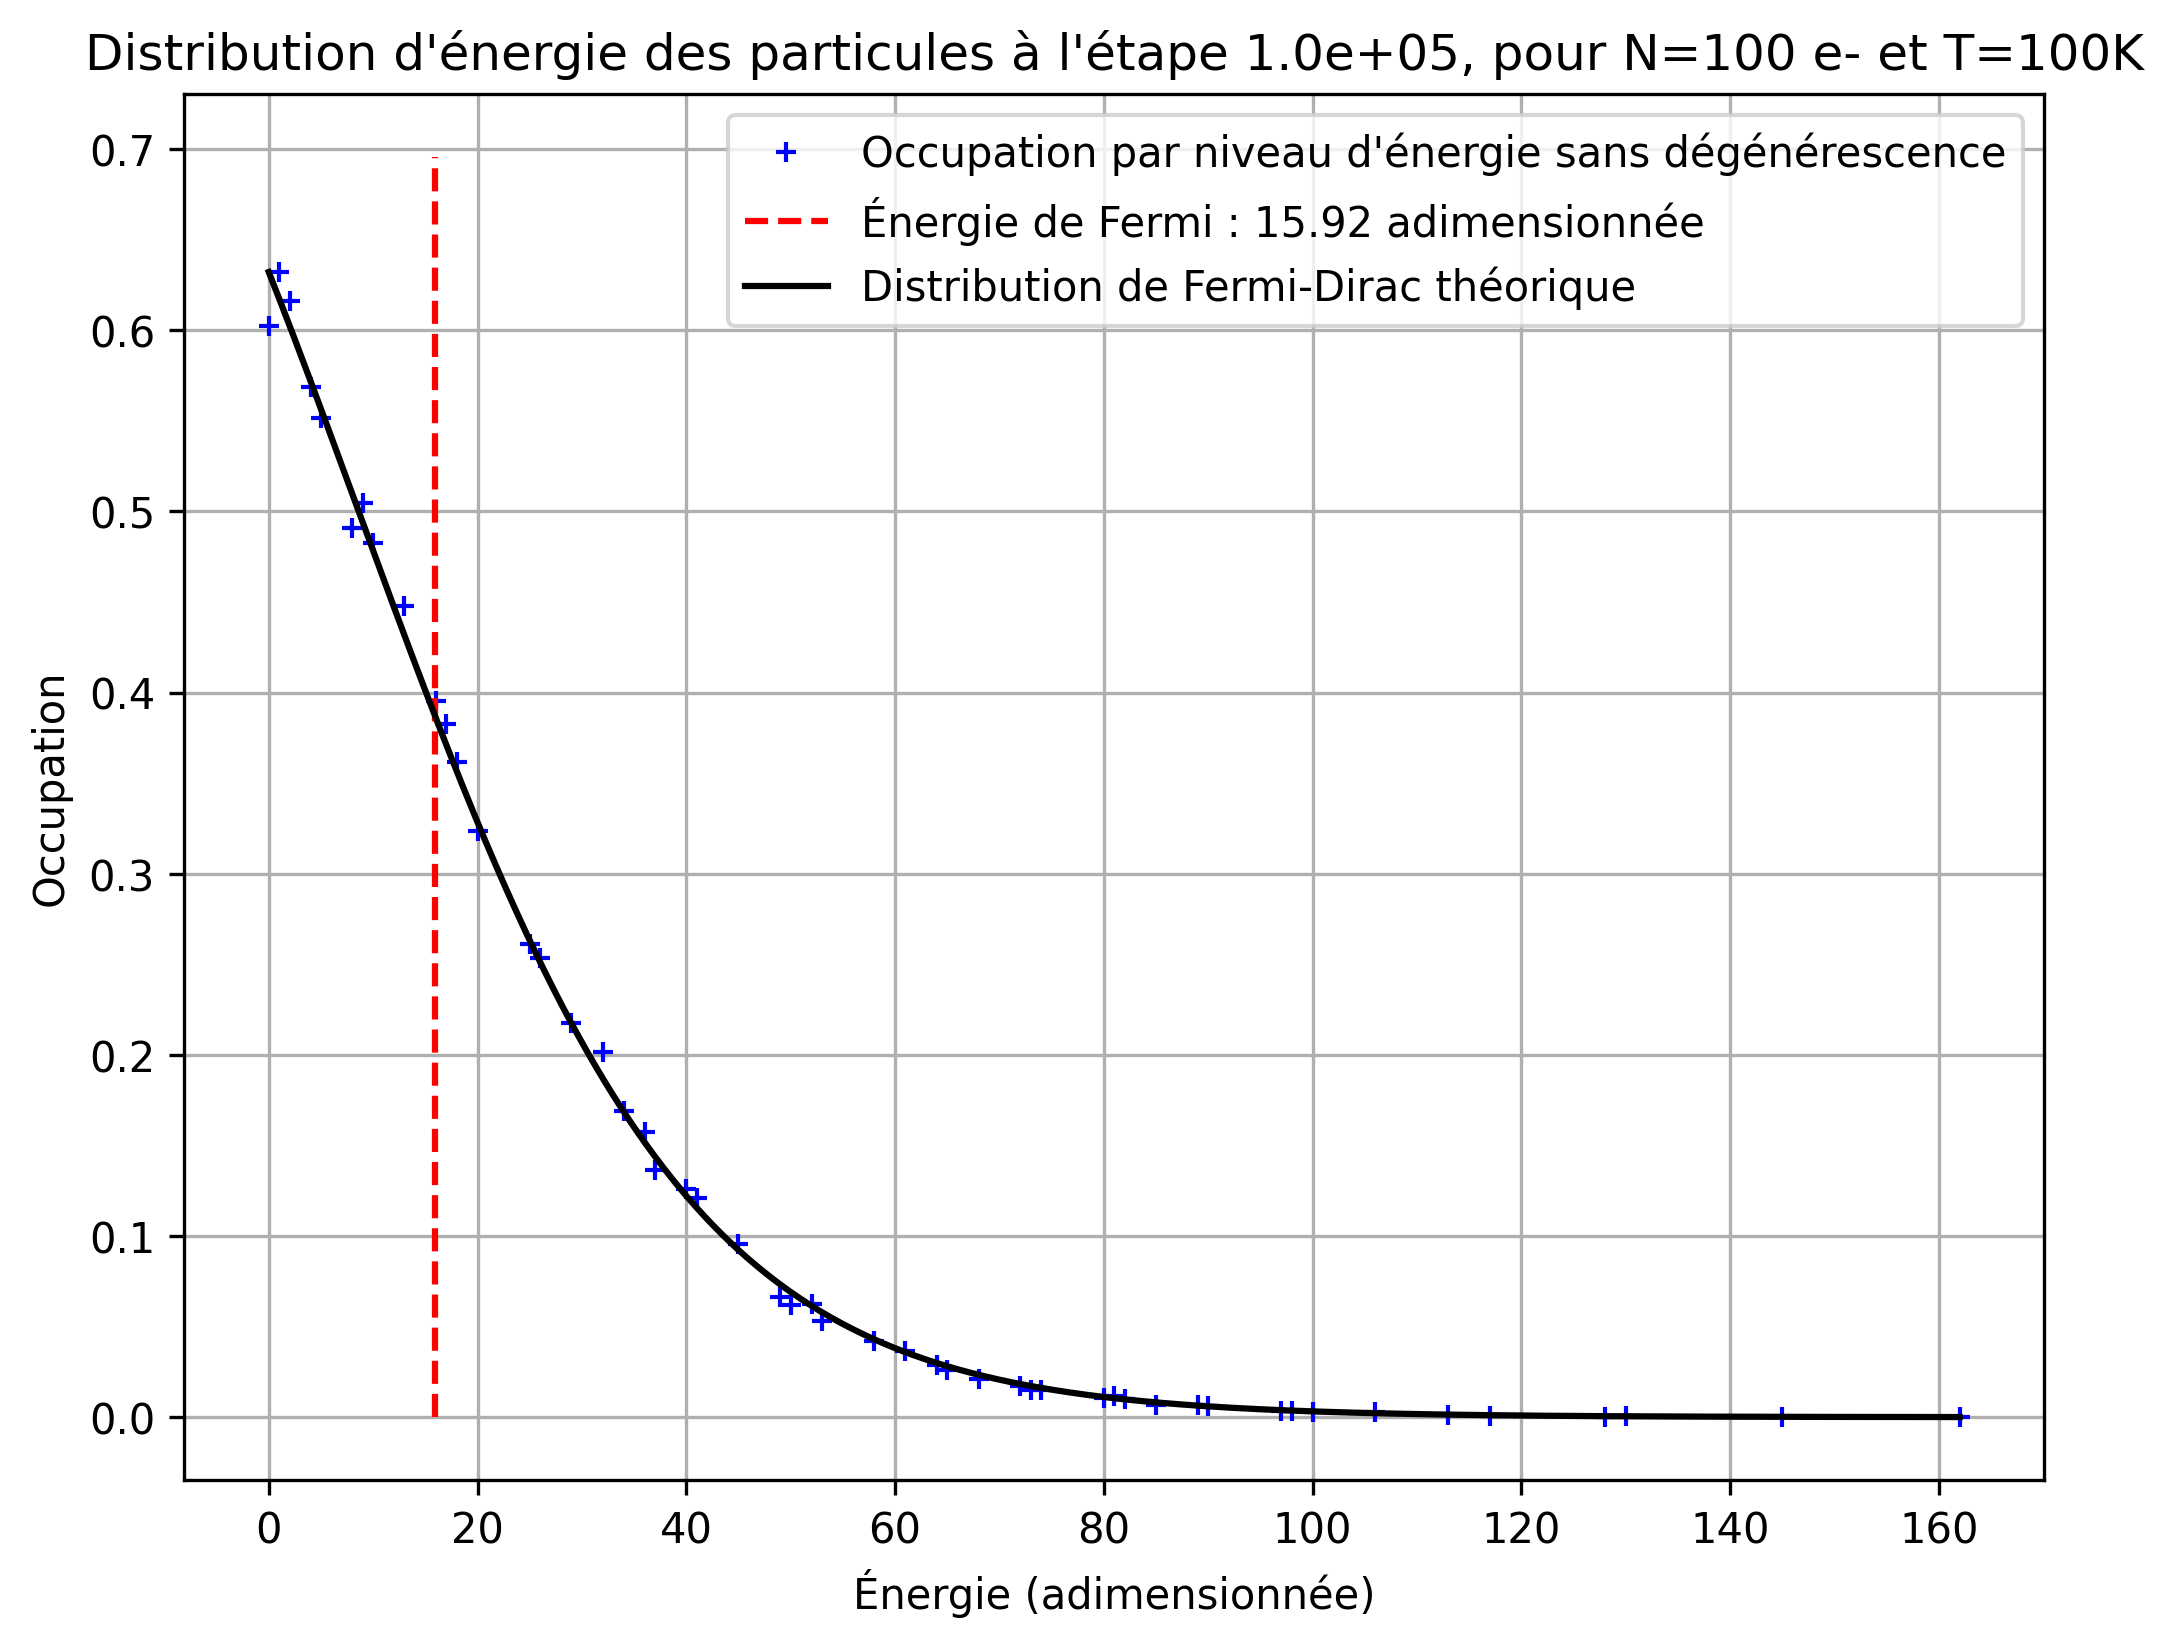 Distribution d'énergie des particules à l'étape 1.0e+05, pour N=100 e- et T=100K
Occupation par niveau d'énergie sans dégénérescence
Énergie de Fermi : 15.92 adimensionnée
Distribution de Fermi-Dirac théorique
0.7
0.6
0.5
0.4
0.3
0.2
0.1
0.0
Occupation
0 20 40 60 80 100 120 140 160
Énergie (adimensionnée)